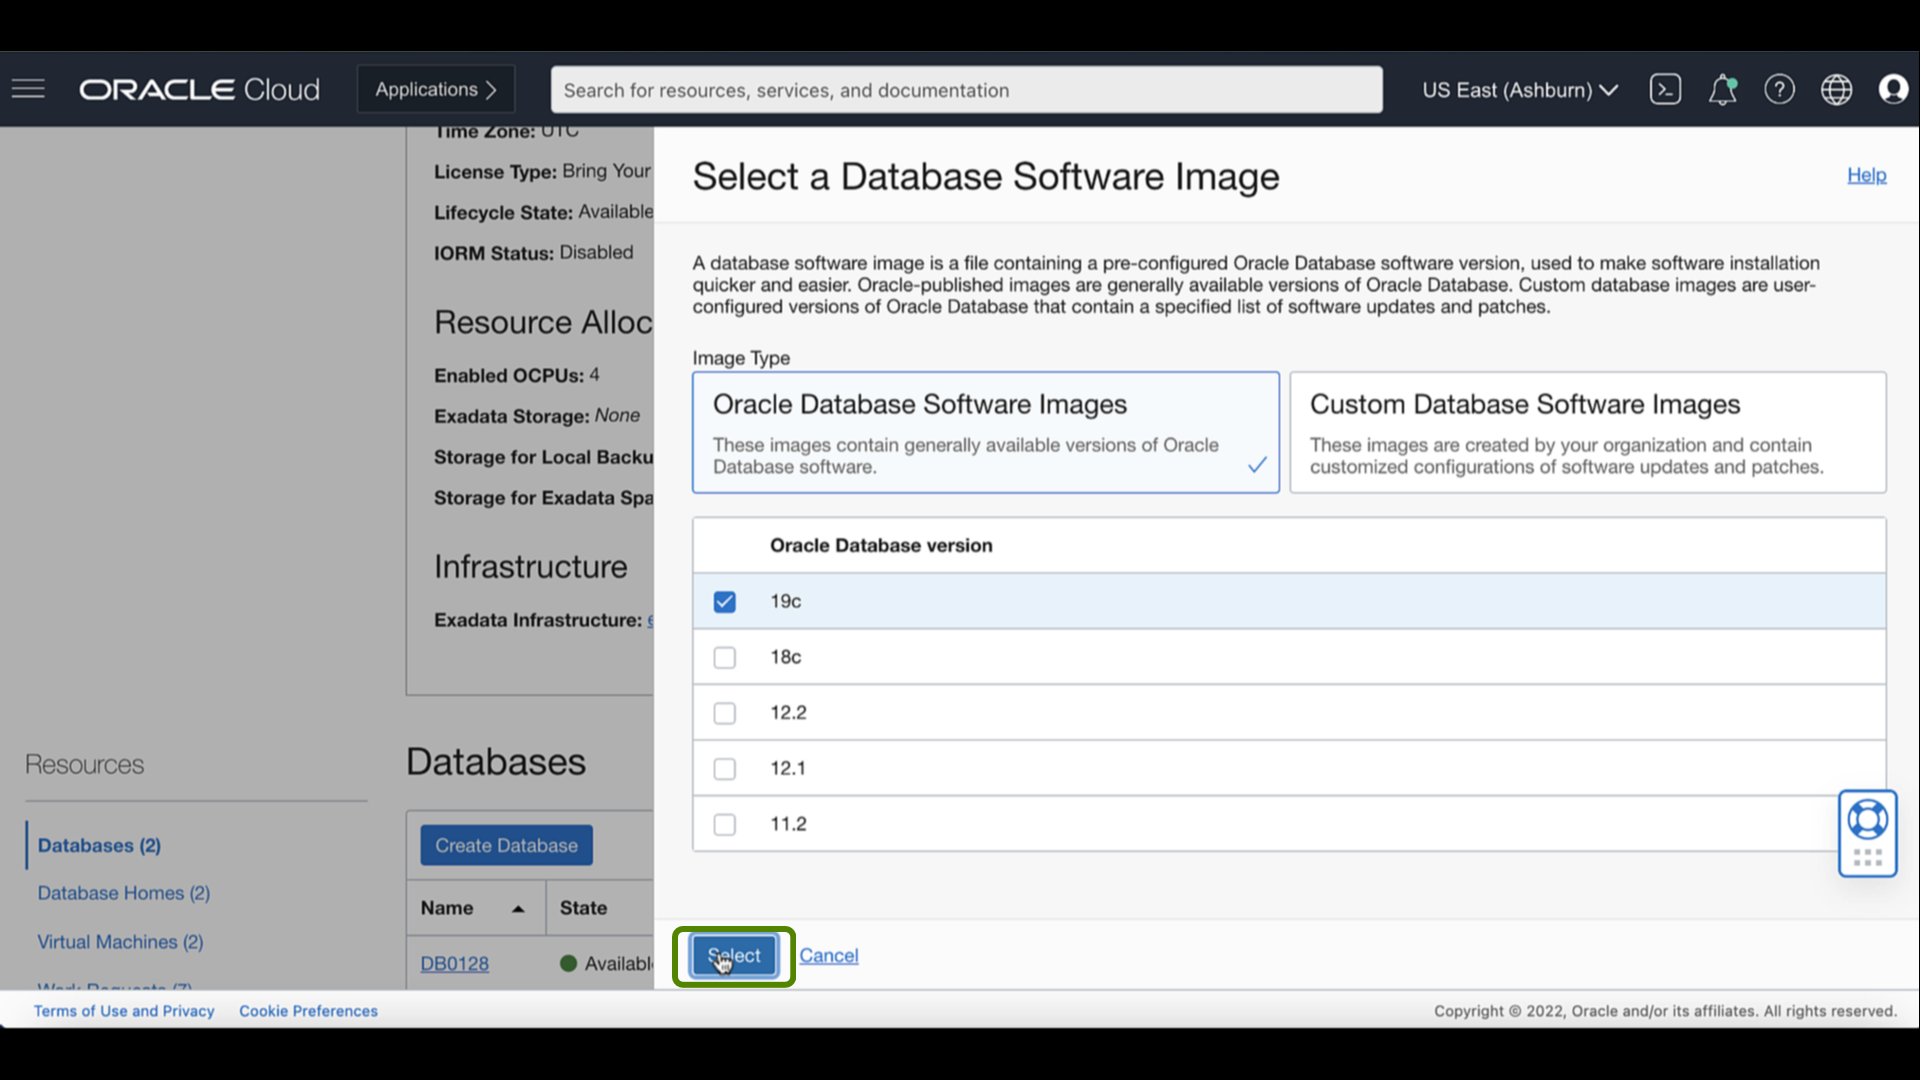 ORACLE Cloud
Applications
Search for resources, services, and documentation
US East (Ashburn)
Time Zone: UTC
License Type: Bring Your
Lifecycle State: Available
IORM Status: Disabled
Resource Alloc
Enabled OCPUs: 4
Exadata Storage: None
Storage for Local Backu
Storage for Exadata Spa
Infrastructure
Exadata Infrastructure: e
Resources
Databases (2)
Database Homes (2)
Virtual Machines (2)
Work Requests (7)
Databases
Create Database
Name
State
DB0128
Availabl
Select a Database Software Image
Help
A database software image is a file containing a pre-configured Oracle Database software version, used to make software installation
quicker and easier. Oracle-published images are generally available versions of Oracle Database. Custom database images are user-
configured versions of Oracle Database that contain a specified list of software updates and patches.
Image Type
Oracle Database Software Images
These images contain generally available versions of Oracle
Database software.
Custom Database Software Images
These images are created by your organization and contain
customized configurations of software updates and patches.
Oracle Database version
19c
18c
12.2
12.1
11.2
Select
Cancel
Terms of Use and Privacy
Cookie Preferences
Copyright © 2022, Oracle and/or its affiliates. All rights reserved.